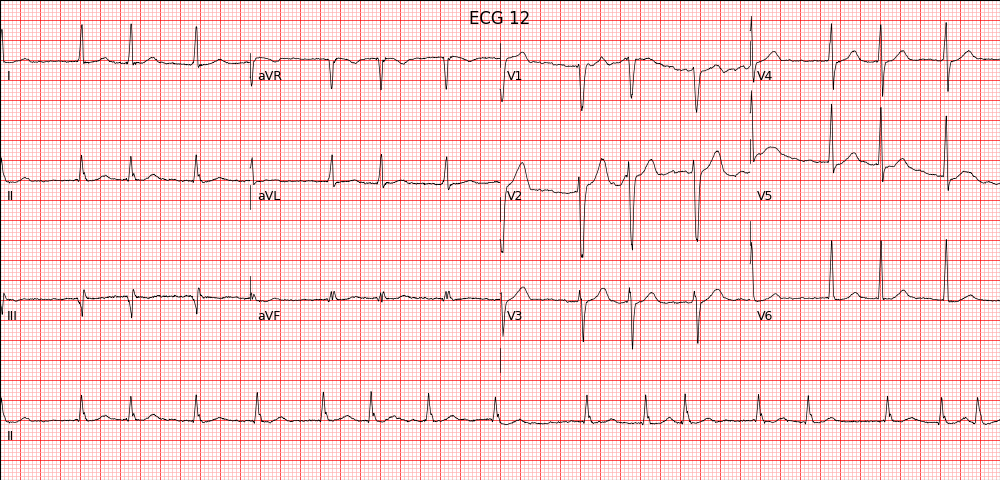 ECG 12
I aVR V1 V4
II aVL V2 V5
III aVF V3 V6
II